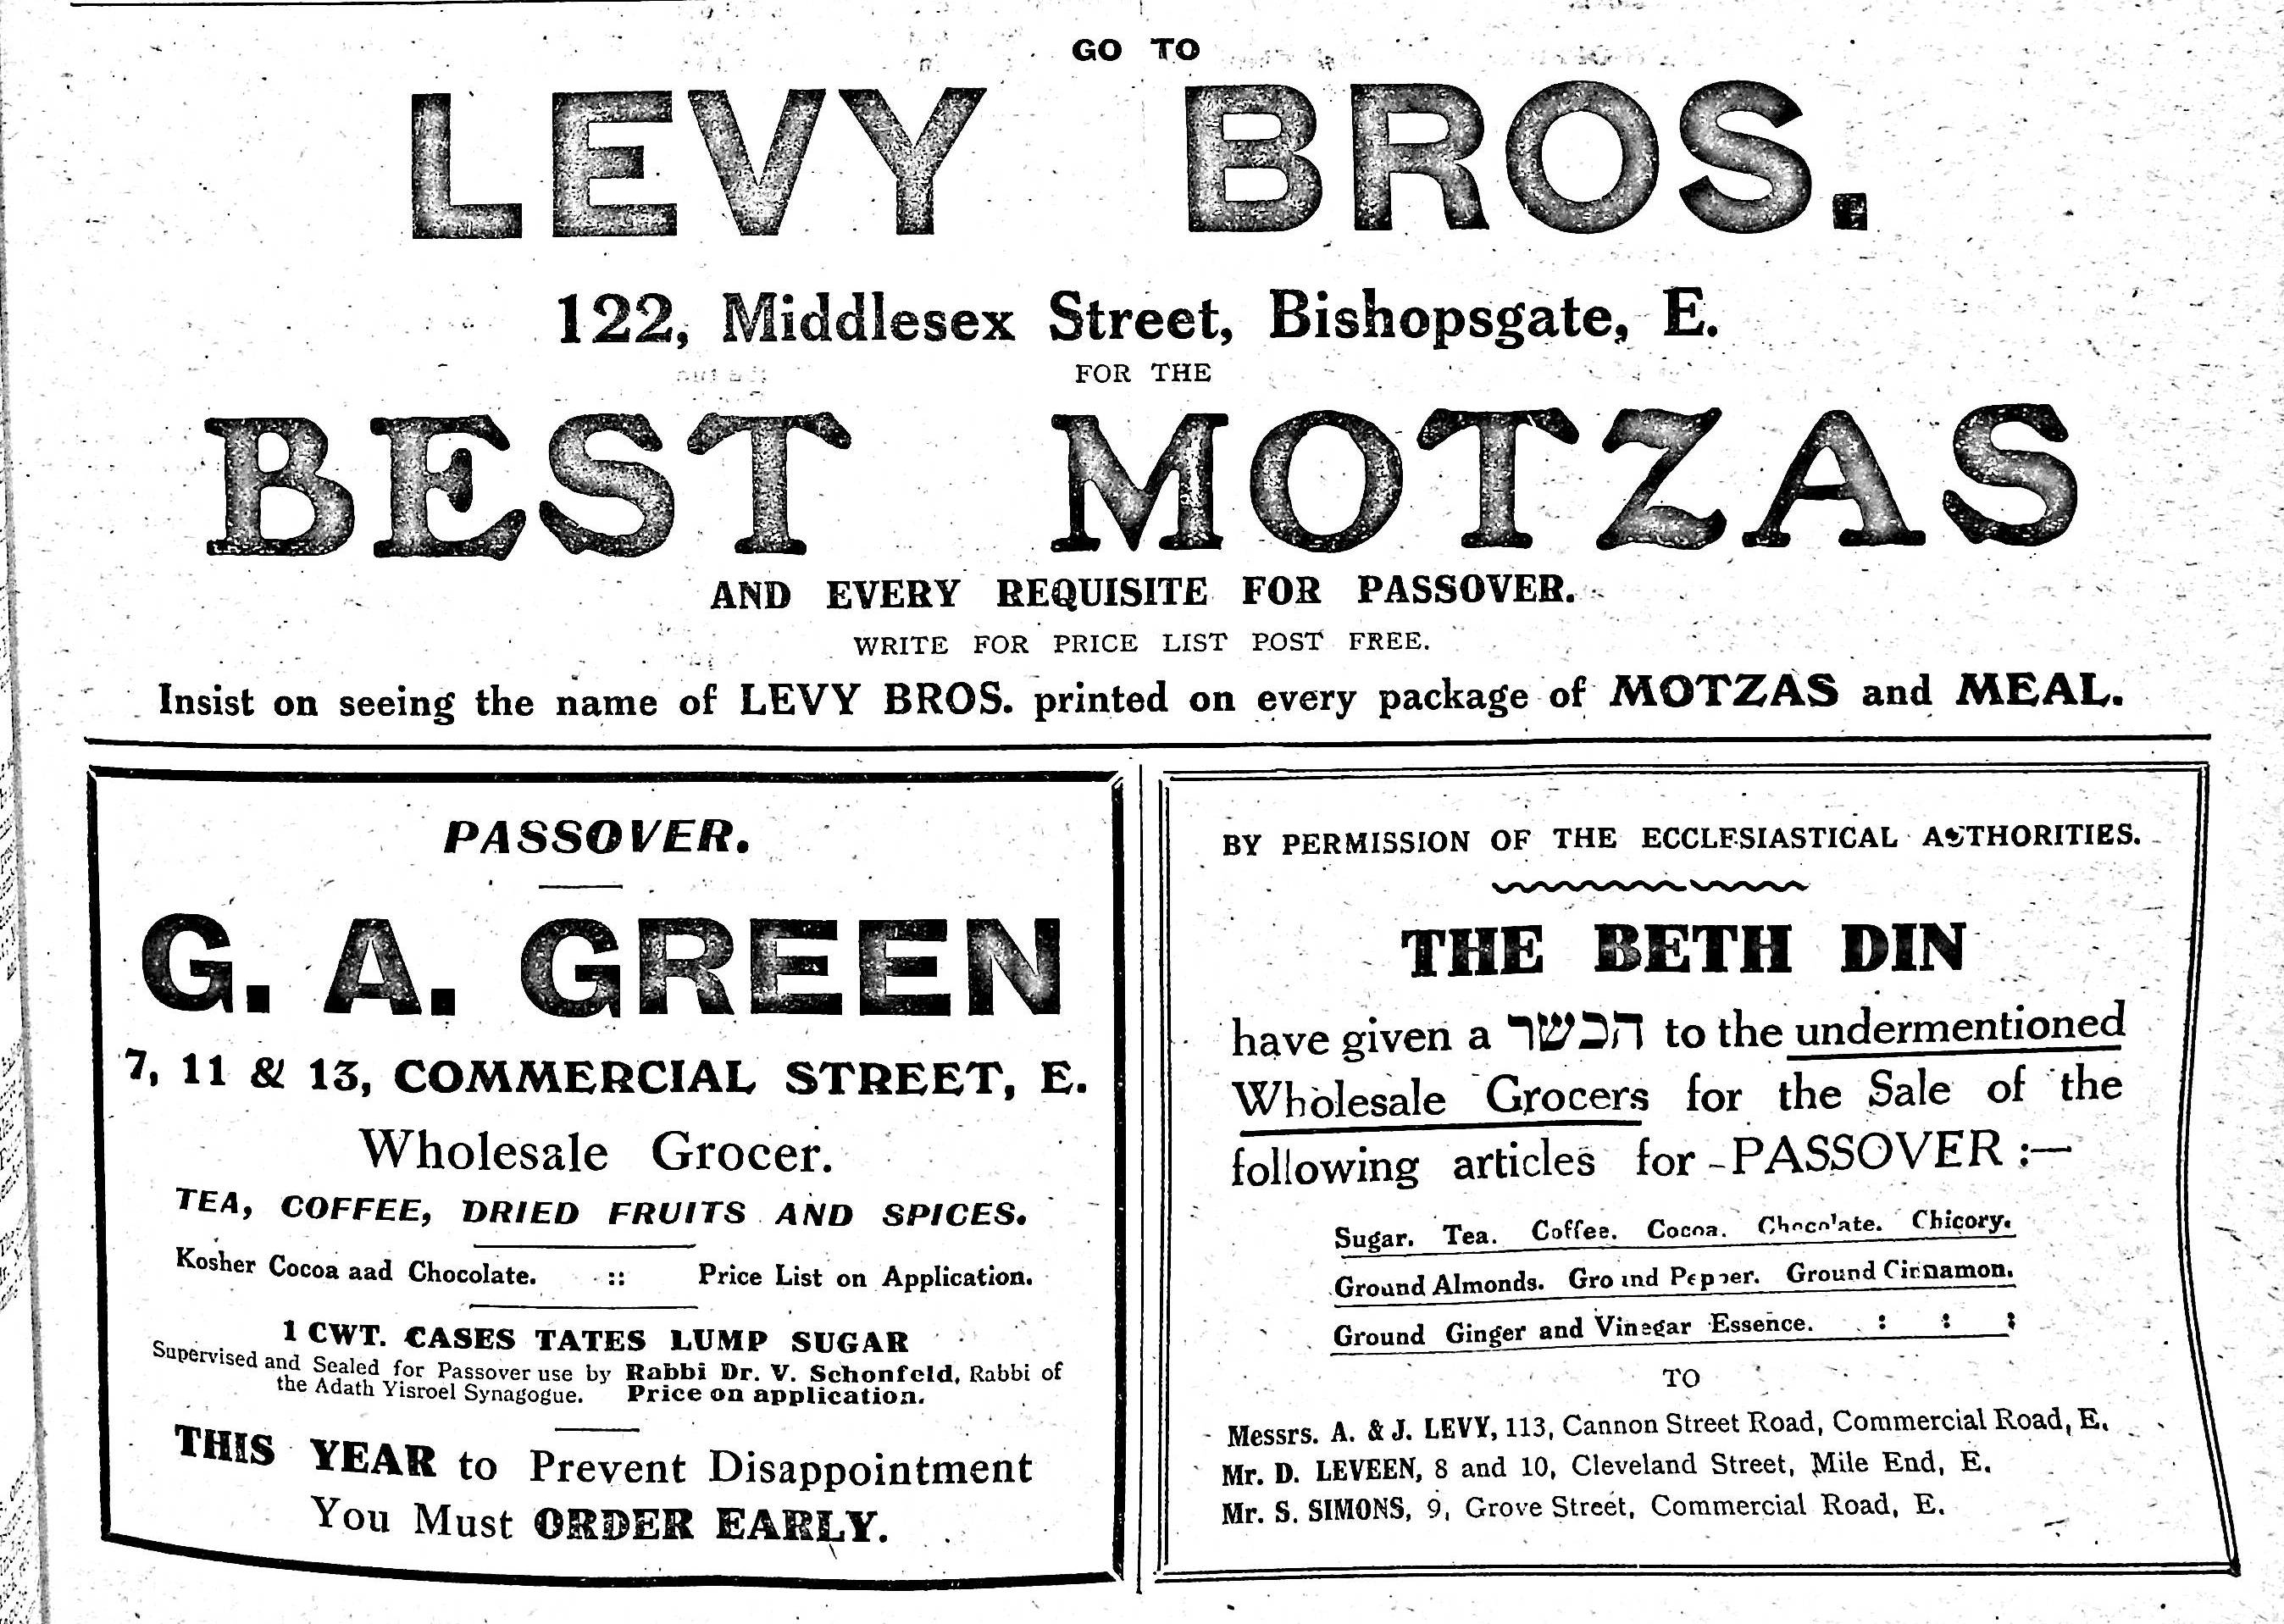 GO TO
LEVY BROS.
122, Middlesex Street, Bishopsgate, E.
FOR THE
BEST MOTZAS
AND EVERY REQUISITE FOR PASSOVER.
WRITE FOR PRICE LIST POST FREE.
Insist on seeing the name of LEVY BROS. printed on every package of MOTZAS and MEAL.
PASSOVER.
G. A. GREEN
7, 11 & 13, COMMERCIAL STREET, E.
Wholesale Grocer.
TEA, COFFEE, DRIED FRUITS AND SPICES.
Kosher Cocoa aad Chocolate. :: Price List on Application.
1 CWT. CASES TATES LUMP SUGAR
Supervised and Sealed for Passover use by Rabbi Dr. V. Schonfeld, Rabbi of
the Adath Yisroel Synagogue. Price on application.
THIS YEAR to Prevent Disappointment
You Must ORDER EARLY.
BY PERMISSION OF THE ECCLESIASTICAL AUTHORITIES.
THE BETH DIN
have given a הכשר to the undermentioned
Wholesale Grocers for the Sale of the
following articles for PASSOVER :—
Sugar. Tea. Coffee. Cocoa. Chocolate. Chicory.
Ground Almonds. Ground Pepper. Ground Cinnamon.
Ground Ginger and Vinegar Essence. : : :
TO
Messrs. A. & J. LEVY, 113, Cannon Street Road, Commercial Road, E.
Mr. D. LEVEEN, 8 and 10, Cleveland Street, Mile End, E.
Mr. S. SIMONS, 9, Grove Street, Commercial Road, E.